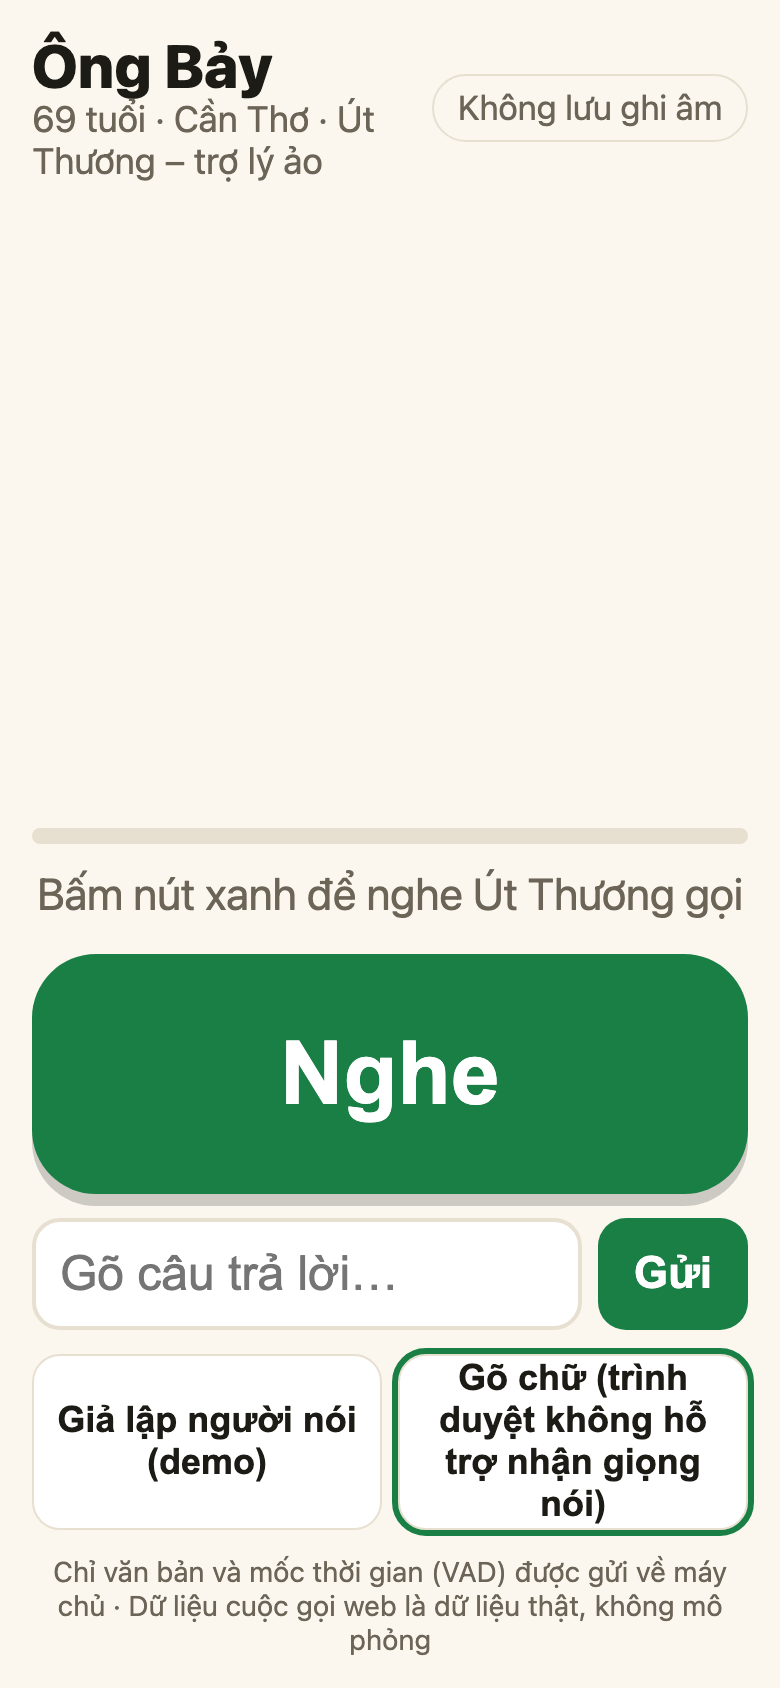 Ông Bảy
69 tuổi · Cần Thơ · Út
Thương – trợ lý ảo
Không lưu ghi âm
Bấm nút xanh để nghe Út Thương gọi
Nghe
Gõ câu trả lời…
Gửi
Giả lập người nói
(demo)
Gõ chữ (trình
duyệt không hỗ
trợ nhận giọng
nói)
Chỉ văn bản và mốc thời gian (VAD) được gửi về máy
chủ · Dữ liệu cuộc gọi web là dữ liệu thật, không mô
phỏng